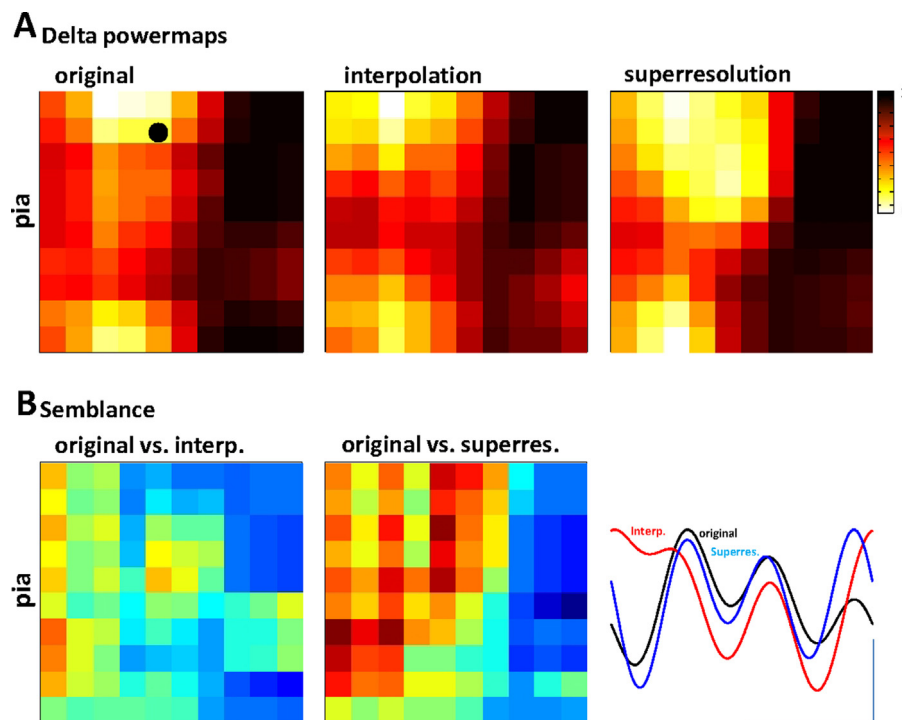 A Delta powermaps
original
interpolation
superresolution
pia
B Semblance
original vs. interp.
original vs. superres.
pia
Interp.
original
Superres.